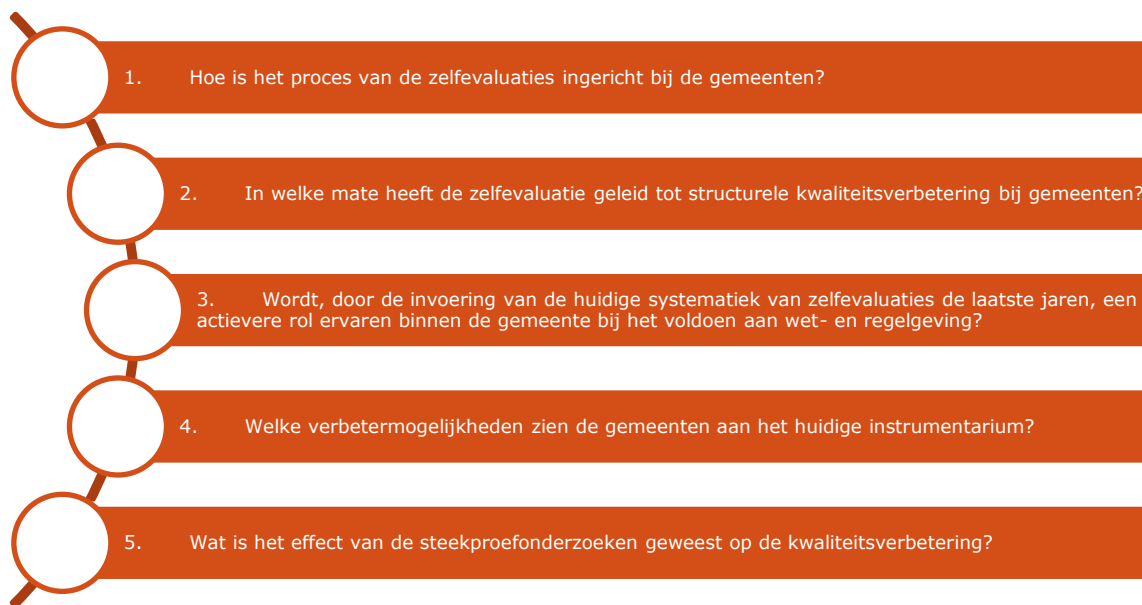 1. Hoe is het proces van de zelfevaluaties ingericht bij de gemeenten?
2. In welke mate heeft de zelfevaluatie geleid tot structurele kwaliteitsverbetering bij gemeenten?
3. Wordt, door de invoering van de huidige systematiek van zelfevaluaties de laatste jaren, een
actievere rol ervaren binnen de gemeente bij het voldoen aan wet- en regelgeving?
4. Welke verbetermogelijkheden zien de gemeenten aan het huidige instrumentarium?
5. Wat is het effect van de steekproefonderzoeken geweest op de kwaliteitsverbetering?